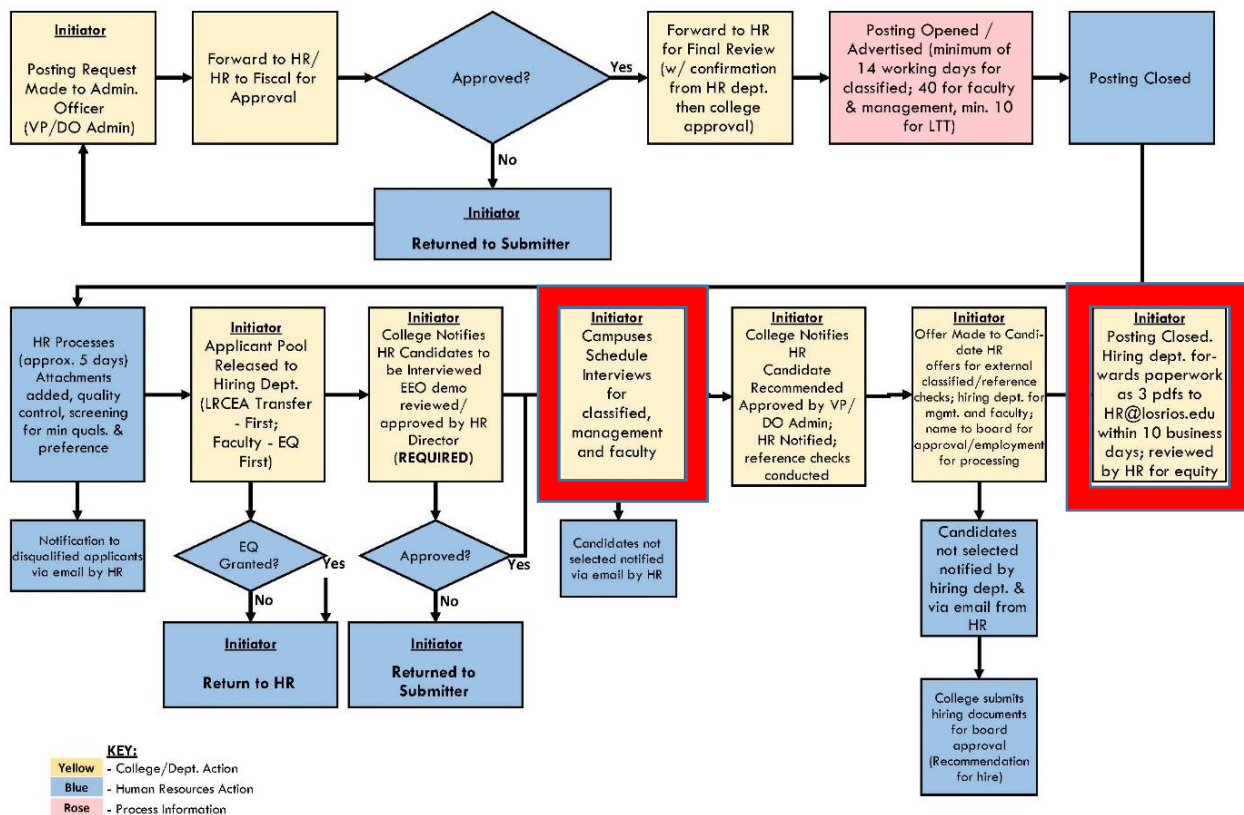 Initiator
Posting Request
Made to Admin.
Officer
(VP/DO Admin)
Forward to HR/
HR to Fiscal for
Approval
Approved?
Yes
No
Initiator
Returned to Submitter
Forward to HR
for Final Review
(w/ confirmation
from HR dept.
then college
approval)
Posting Opened /
Advertised (minimum of
14 working days for
classified; 40 for faculty
& management, min. 10
for LTT)
Posting Closed
HR Processes
(approx. 5 days)
Attachments
added, quality
control, screening
for min quals. &
preference
Notification to
disqualified applicants
via email by HR
Initiator
Applicant Pool
Released to
Hiring Dept.
(LRCEA Transfer
- First;
Faculty - EQ
First)
EQ
Granted?
Yes
No
Initiator
Return to HR
Initiator
College Notifies
HR Candidates to
be Interviewed
EEO demo
reviewed/
approved by HR
Director
(REQUIRED)
Approved?
Yes
No
Initiator
Returned to
Submitter
Initiator
Campuses
Schedule
Interviews
for
classified,
management
and faculty
Candidates not
selected notified
via email by HR
Initiator
College Notifies
HR
Candidate
Recommended
Approved by VP/
DO Admin;
HR Notified;
reference checks
conducted
Initiator
Offer Made to Candi-
date HR
offers for external
classified/reference
checks; hiring dept. for
mgmt. and faculty;
name to board for
approval/employment
for processing
Candidates
not selected
notified by
hiring dept. &
via email from
HR
College submits
hiring documents
for board
approval
(Recommendation
for hire)
Initiator
Posting Closed.
Hiring dept. for-
wards paperwork
as 3 pdfs to
HR@losrios.edu
within 10 business
days; reviewed
by HR for equity
KEY:
Yellow - College/Dept. Action
Blue - Human Resources Action
Rose - Process Information